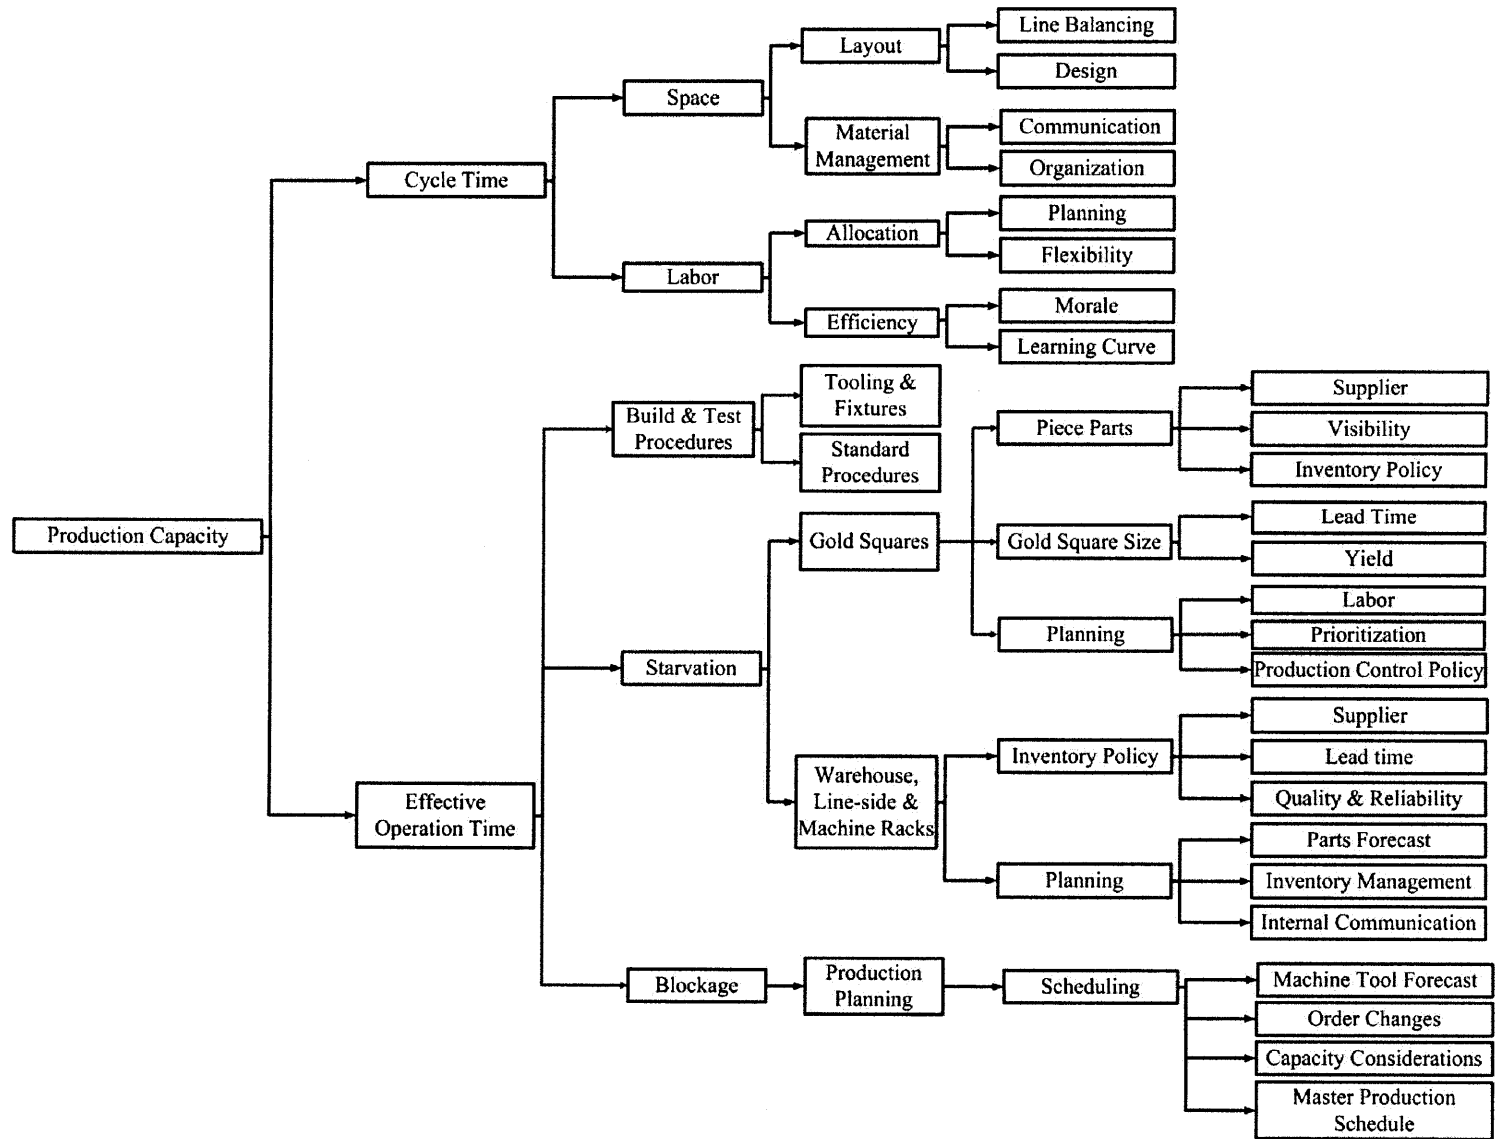 Production Capacity
Cycle Time
Space
Layout
Line Balancing
Design
Material
Management
Communication
Organization
Labor
Allocation
Planning
Flexibility
Efficiency
Morale
Learning Curve
Effective
Operation Time
Build & Test
Procedures
Tooling &
Fixtures
Standard
Procedures
Starvation
Gold Squares
Piece Parts
Supplier
Visibility
Inventory Policy
Gold Square Size
Lead Time
Yield
Planning
Labor
Prioritization
Production Control Policy
Warehouse,
Line-side &
Machine Racks
Inventory Policy
Supplier
Lead time
Quality & Reliability
Planning
Parts Forecast
Inventory Management
Internal Communication
Blockage
Production
Planning
Scheduling
Machine Tool Forecast
Order Changes
Capacity Considerations
Master Production
Schedule